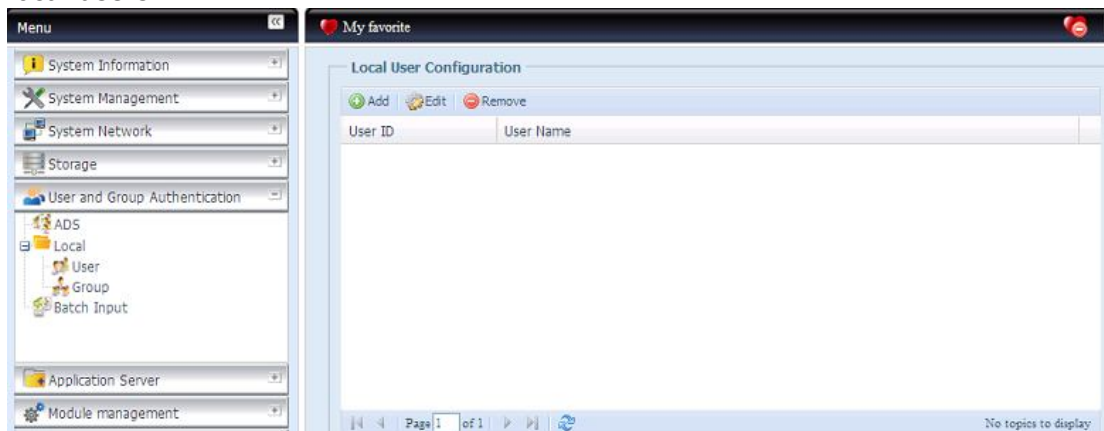 Menu
My favorite
System Information
System Management
System Network
Storage
User and Group Authentication
ADS
Local
User
Group
Batch Input
Application Server
Module management
Local User Configuration
Add Edit Remove
User ID User Name
Page 1 of 1
No topics to display